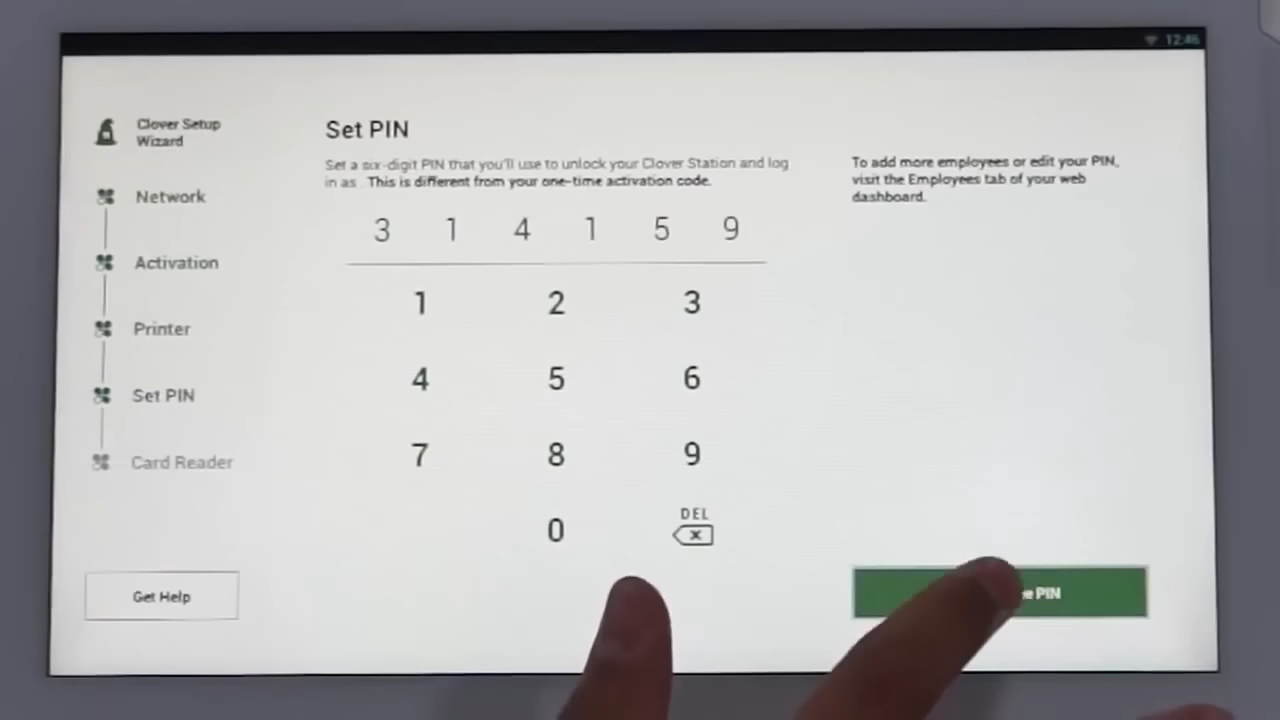 12:46
Clover Setup
Wizard
Network
Activation
Printer
Set PIN
Card Reader
Get Help
Set PIN
Set a six-digit PIN that you'll use to unlock your Clover Station and log
in as . This is different from your one-time activation code.
3 1 4 1 5 9
1 2 3
4 5 6
7 8 9
0 DEL
To add more employees or edit your PIN,
visit the Employees tab of your web
dashboard.
PIN